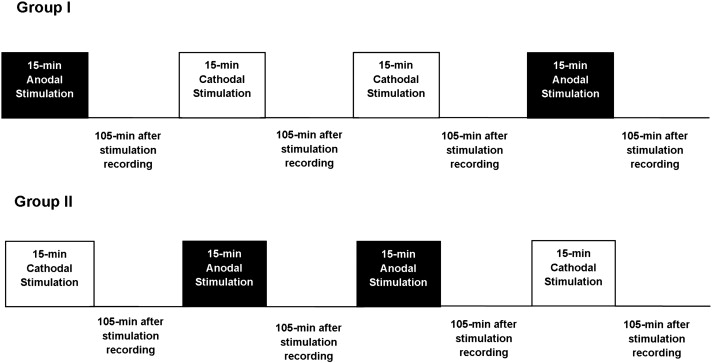 Group I
15-min
Anodal
Stimulation
15-min
Cathodal
Stimulation
15-min
Cathodal
Stimulation
15-min
Anodal
Stimulation
105-min after
stimulation
recording
105-min after
stimulation
recording
105-min after
stimulation
recording
105-min after
stimulation
recording
Group II
15-min
Cathodal
Stimulation
15-min
Anodal
Stimulation
15-min
Anodal
Stimulation
15-min
Cathodal
Stimulation
105-min after
stimulation
recording
105-min after
stimulation
recording
105-min after
stimulation
recording
105-min after
stimulation
recording